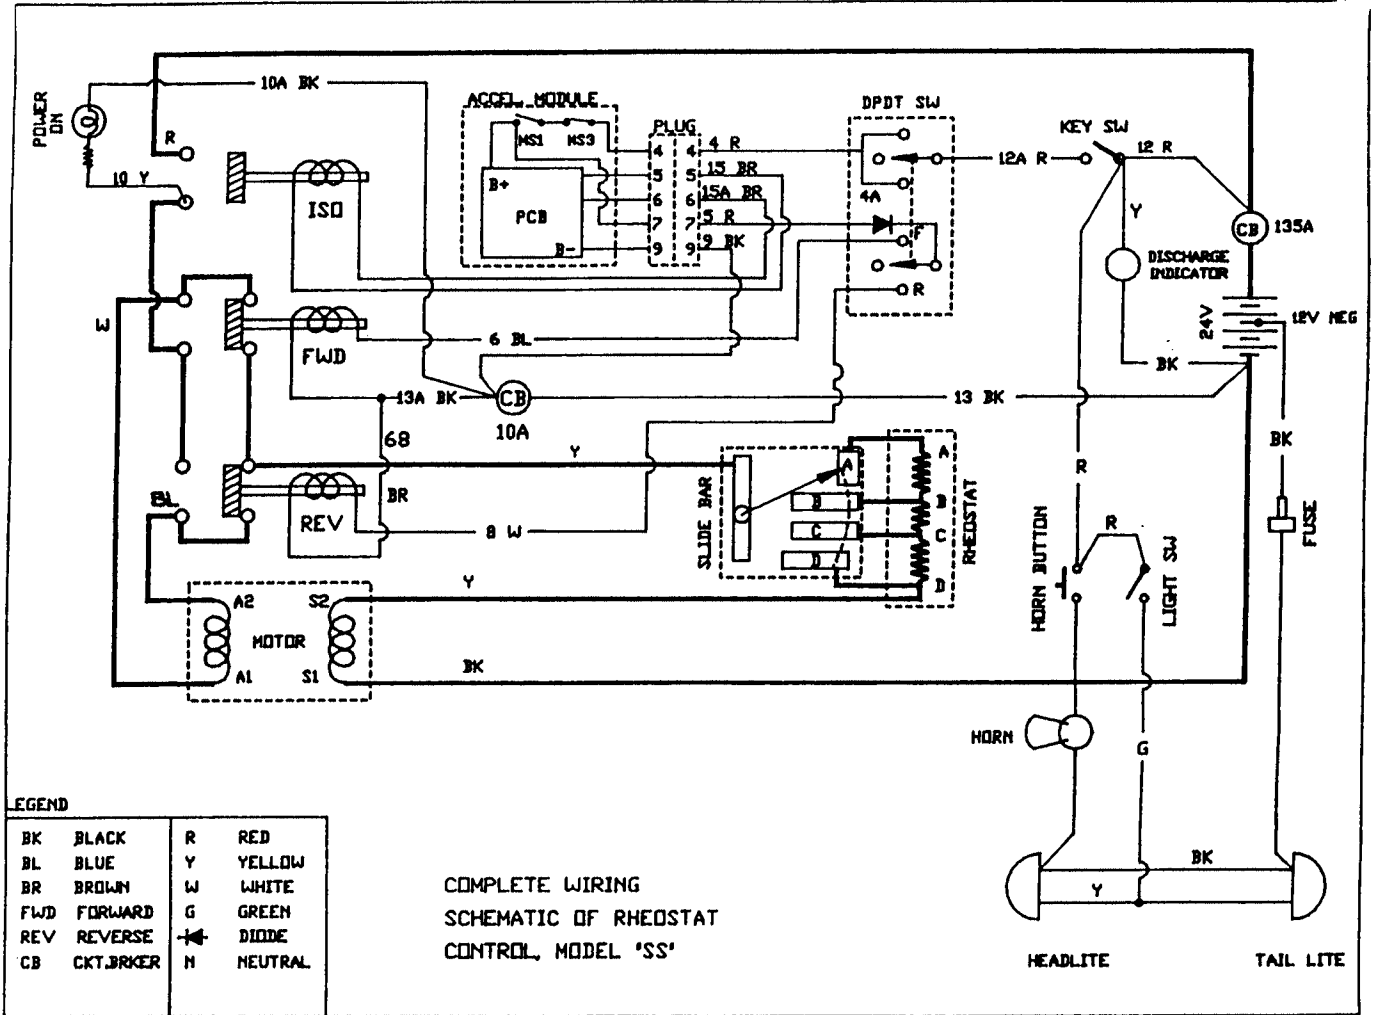 POWER ON
10A BK
R
10 Y
ISO
W
FWD
6 BL
13A BK
CB
10A
68
BR
BL
REV
8 W
Y
ACCEL. MODULE
MS1 MS3
B+
PCB
B-
PLUG
4 4
5 5
6 6
7 7
9 9
4 R
15 BR
15A BR
5 R
9 BK
DPDT SW
4A
F
R
12A R
KEY SW
12 R
Y
DISCHARGE
INDICATOR
BK
CB
135A
24V
12V NEG
13 BK
BK
FUSE
SLIDE BAR
A
B
C
D
A
B
C
D
RHEOSTAT
R
R
HORN BUTTON
LIGHT SW
A2 S2
MOTOR
A1 S1
Y
BK
HORN
G
BK
Y
HEADLITE
TAIL LITE
LEGEND
BK BLACK R RED
BL BLUE Y YELLOW
BR BROWN W WHITE
FWD FORWARD G GREEN
REV REVERSE DIODE
CB CKT.BRKER N NEUTRAL
COMPLETE WIRING
SCHEMATIC OF RHEOSTAT
CONTROL, MODEL 'SS'